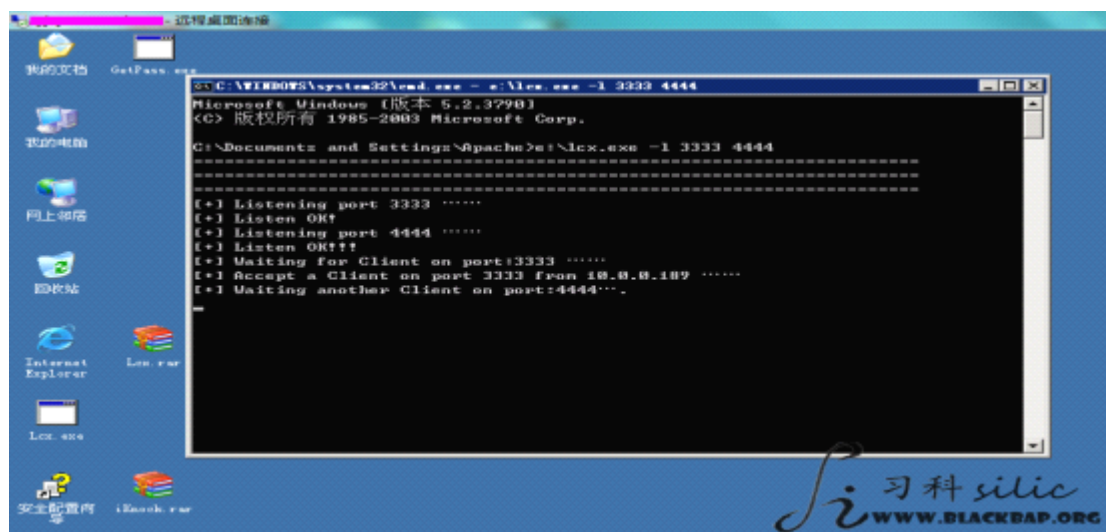 - 远程桌面连接
我的文档
GetPass.exe
C:\WINDOWS\system32\cmd.exe - e:\lcx.exe -l 3333 4444
Microsoft Windows [版本 5.2.3790]
<C> 版权所有 1985-2003 Microsoft Corp.
C:\Documents and Settings\Apache>e:\lcx.exe -l 3333 4444
======================================================================
======================================================================
======================================================================
[+] Listening port 3333 ......
[+] Listen OK!
[+] Listening port 4444 ......
[+] Listen OK!!!
[+] Waiting for Client on port:3333 ......
[+] Accept a Client on port 3333 from 10.0.0.189 ......
[+] Waiting another Client on port:4444....
我的电脑
网上邻居
回收站
Internet Explorer
Lcx.rar
Lcx.exe
安全配置向导
习科 silic
WWW.BLACKBAP.ORG